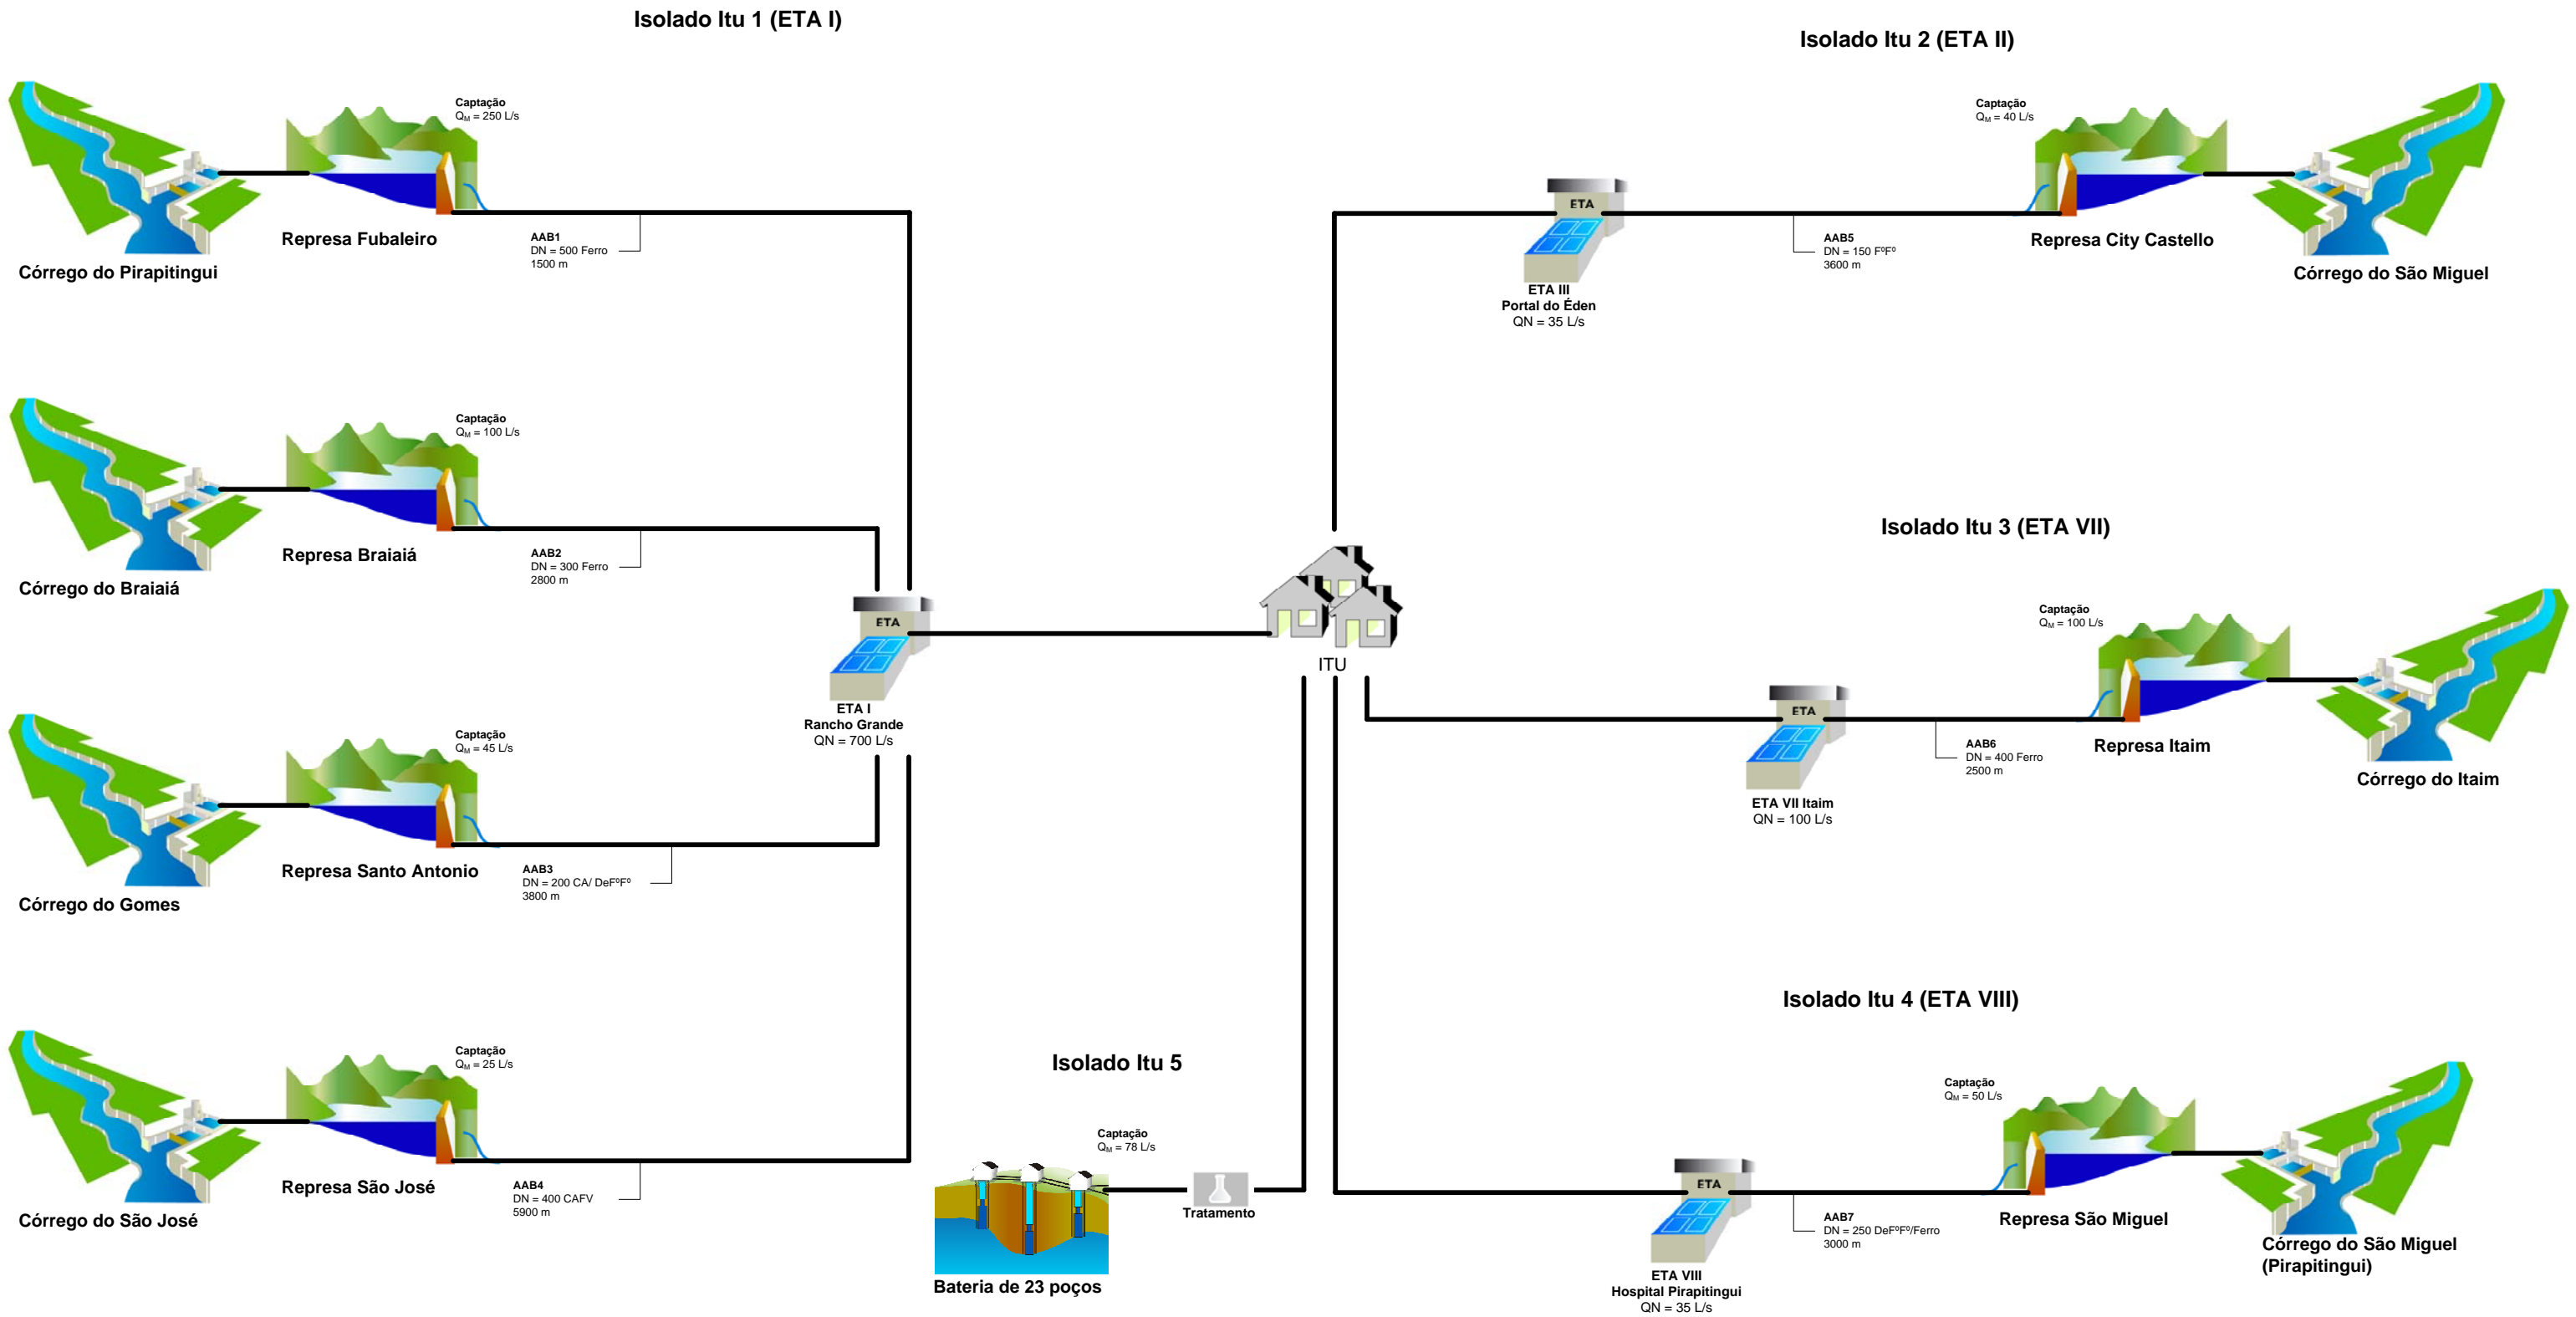 Isolado Itu 1 (ETA I)
Captação
QM = 250 L/s
Represa Fubaleiro
Córrego do Pirapitingui
AAB1
DN = 500 Ferro
1500 m
Captação
QM = 100 L/s
Represa Braiaiá
Córrego do Braiaiá
AAB2
DN = 300 Ferro
2800 m
ETA
ETA I
Rancho Grande
QN = 700 L/s
Captação
QM = 45 L/s
Represa Santo Antonio
Córrego do Gomes
AAB3
DN = 200 CA/ DeFºFº
3800 m
Captação
QM = 25 L/s
Represa São José
Córrego do São José
AAB4
DN = 400 CAFV
5900 m
ITU
Isolado Itu 5
Captação
QM = 78 L/s
Tratamento
Bateria de 23 poços
Isolado Itu 2 (ETA II)
Captação
QM = 40 L/s
ETA
ETA III
Portal do Éden
QN = 35 L/s
AAB5
DN = 150 FºFº
3600 m
Represa City Castello
Córrego do São Miguel
Isolado Itu 3 (ETA VII)
Captação
QM = 100 L/s
ETA
ETA VII Itaim
QN = 100 L/s
AAB6
DN = 400 Ferro
2500 m
Represa Itaim
Córrego do Itaim
Isolado Itu 4 (ETA VIII)
Captação
QM = 50 L/s
ETA
ETA VIII
Hospital Pirapitingui
QN = 35 L/s
AAB7
DN = 250 DeFºFº/Ferro
3000 m
Represa São Miguel
Córrego do São Miguel
(Pirapitingui)